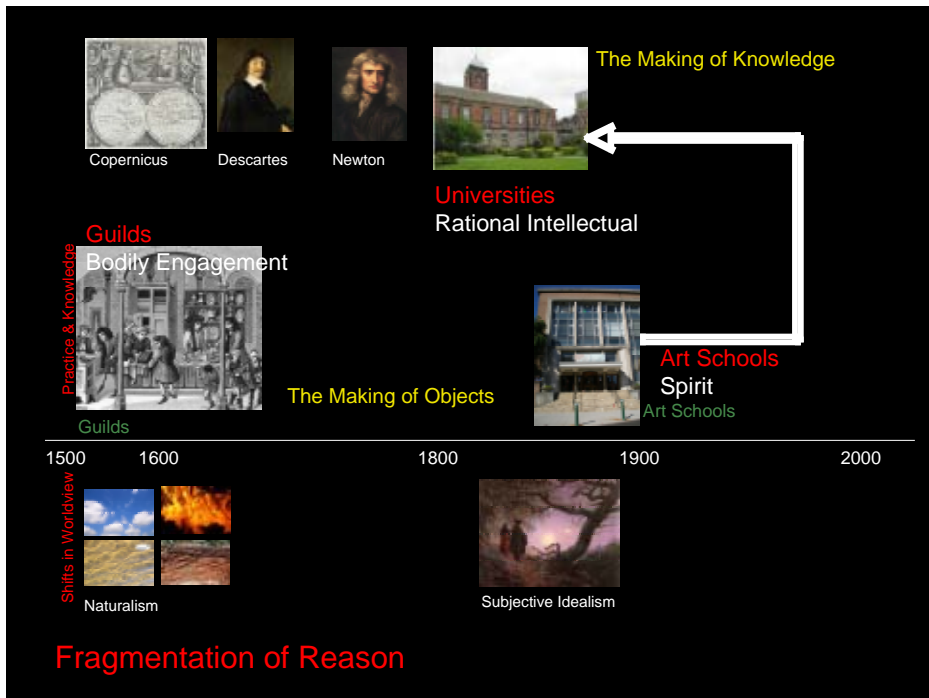 The Making of Knowledge
Copernicus
Descartes
Newton
Universities
Rational Intellectual
Guilds
Bodily Engagement
Practice & Knowledge
The Making of Objects
Art Schools
Spirit
Art Schools
Guilds
1500 1600 1800 1900 2000
Shifts in Worldview
Naturalism
Subjective Idealism
Fragmentation of Reason